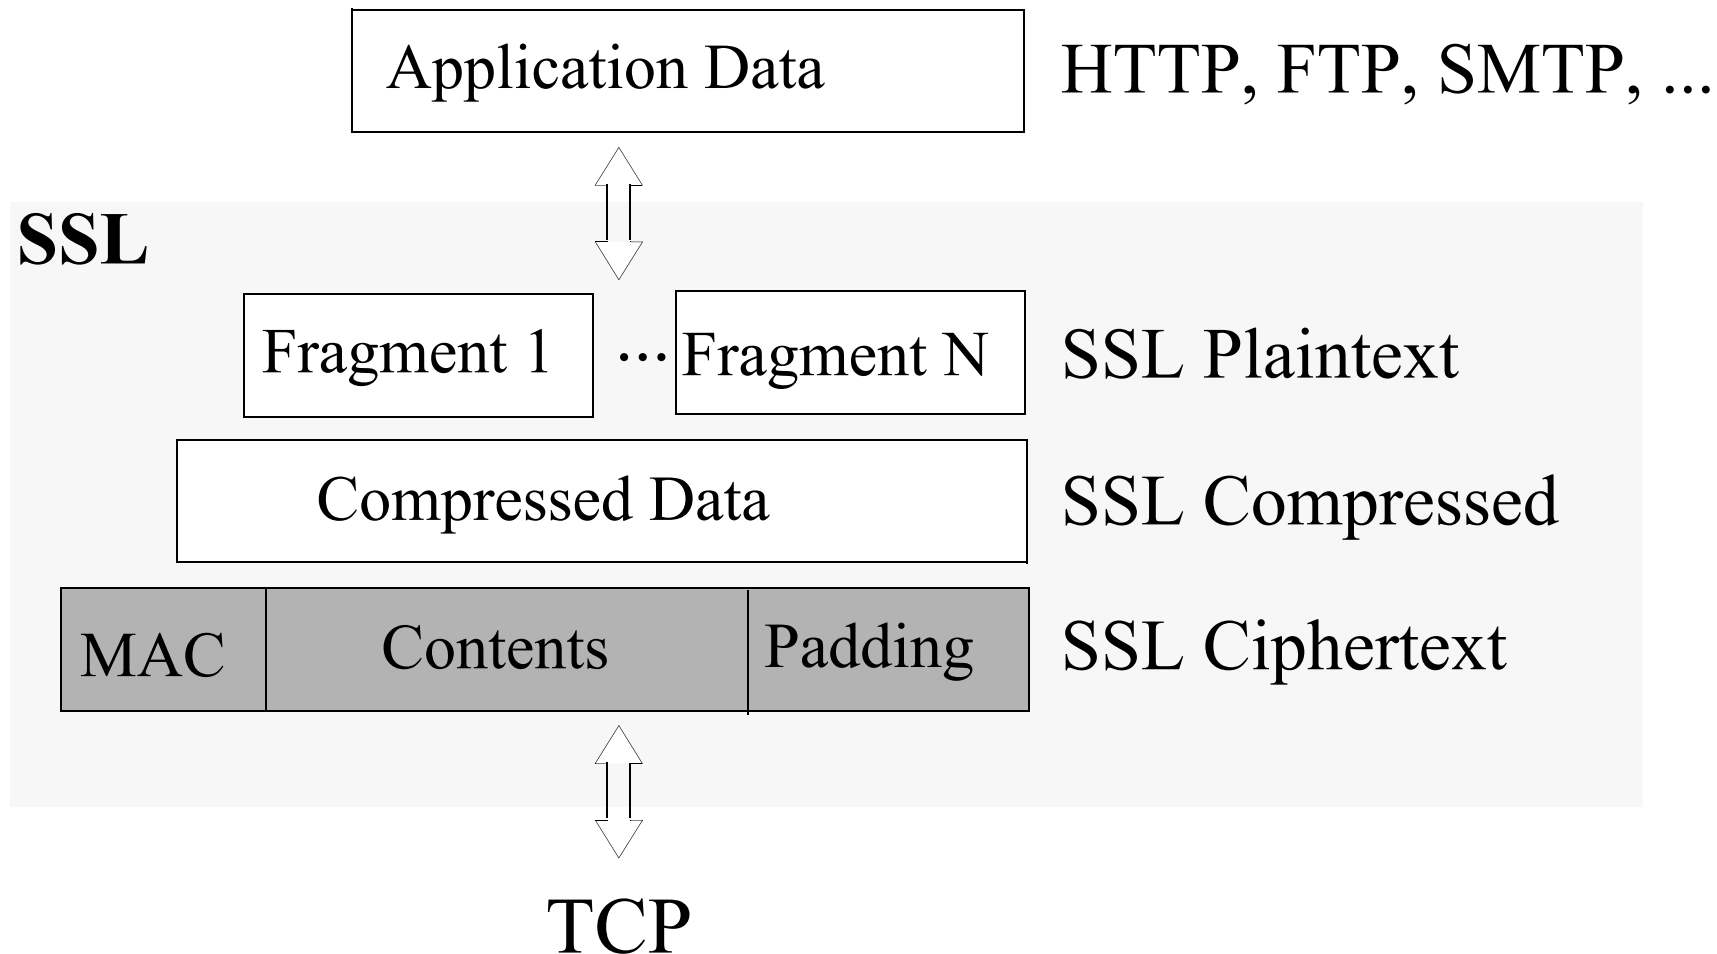 Application Data HTTP, FTP, SMTP, ...
SSL
Fragment 1 ... Fragment N SSL Plaintext
Compressed Data SSL Compressed
MAC Contents Padding SSL Ciphertext
TCP